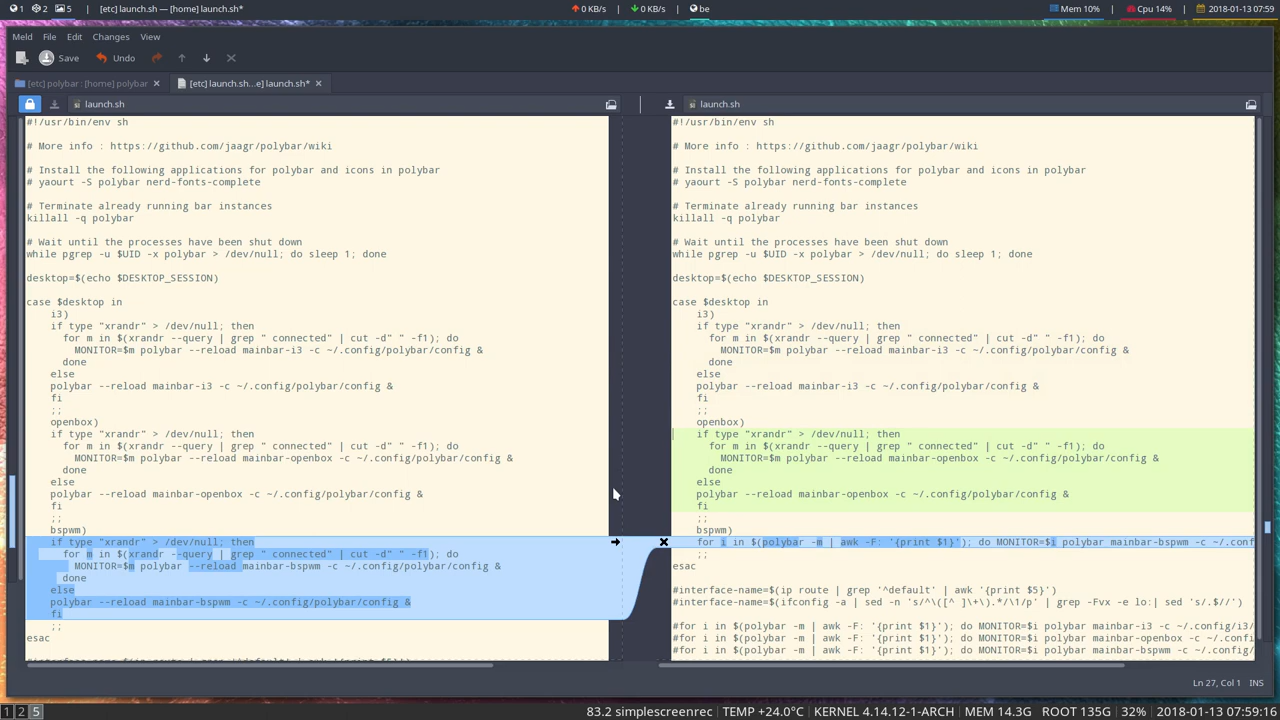 1 2 5 [etc] launch.sh — [home] launch.sh* 0 KB/s 0 KB/s 0e Mem 10% Cpu 14% 2018-01-13 07:59
Meld File Edit Changes View
Save Undo
[etc] polybar : [home] polybar [etc] launch.sh…e] launch.sh*
launch.sh
#!/usr/bin/env sh
# More info : https://github.com/jaagr/polybar/wiki
# Install the following applications for polybar and icons in polybar
# yaourt -S polybar nerd-fonts-complete
# Terminate already running bar instances
killall -q polybar
# Wait until the processes have been shut down
while pgrep -u $UID -x polybar > /dev/null; do sleep 1; done
desktop=$(echo $DESKTOP_SESSION)
case $desktop in
i3)
if type "xrandr" > /dev/null; then
for m in $(xrandr --query | grep " connected" | cut -d" " -f1); do
MONITOR=$m polybar --reload mainbar-i3 -c ~/.config/polybar/config &
done
else
polybar --reload mainbar-i3 -c ~/.config/polybar/config &
fi
;;
openbox)
if type "xrandr" > /dev/null; then
for m in $(xrandr --query | grep " connected" | cut -d" " -f1); do
MONITOR=$m polybar --reload mainbar-openbox -c ~/.config/polybar/config &
done
else
polybar --reload mainbar-openbox -c ~/.config/polybar/config &
fi
;;
bspwm)
if type "xrandr" > /dev/null; then
for m in $(xrandr --query | grep " connected" | cut -d" " -f1); do
MONITOR=$m polybar --reload mainbar-bspwm -c ~/.config/polybar/config &
done
else
polybar --reload mainbar-bspwm -c ~/.config/polybar/config &
fi
;;
esac
launch.sh
#!/usr/bin/env sh
# More info : https://github.com/jaagr/polybar/wiki
# Install the following applications for polybar and icons in polybar
# yaourt -S polybar nerd-fonts-complete
# Terminate already running bar instances
killall -q polybar
# Wait until the processes have been shut down
while pgrep -u $UID -x polybar > /dev/null; do sleep 1; done
desktop=$(echo $DESKTOP_SESSION)
case $desktop in
i3)
if type "xrandr" > /dev/null; then
for m in $(xrandr --query | grep " connected" | cut -d" " -f1); do
MONITOR=$m polybar --reload mainbar-i3 -c ~/.config/polybar/config &
done
else
polybar --reload mainbar-i3 -c ~/.config/polybar/config &
fi
;;
openbox)
if type "xrandr" > /dev/null; then
for m in $(xrandr --query | grep " connected" | cut -d" " -f1); do
MONITOR=$m polybar --reload mainbar-openbox -c ~/.config/polybar/config &
done
else
polybar --reload mainbar-openbox -c ~/.config/polybar/config &
fi
;;
bspwm)
for i in $(polybar -m | awk -F: '{print $1}'); do MONITOR=$i polybar mainbar-bspwm -c ~/.conf
;;
esac
#interface-name=$(ip route | grep '^default' | awk '{print $5}')
#interface-name=$(ifconfig -a | sed -n 's/^\([^ ]\+\).*/\1/p' | grep -Fvx -e lo:| sed 's/.$//')
#for i in $(polybar -m | awk -F: '{print $1}'); do MONITOR=$i polybar mainbar-i3 -c ~/.config/i3/
#for i in $(polybar -m | awk -F: '{print $1}'); do MONITOR=$i polybar mainbar-openbox -c ~/.confi
#for i in $(polybar -m | awk -F: '{print $1}'); do MONITOR=$i polybar mainbar-bspwm -c ~/.config/
Ln 27, Col 1 INS
1 2 5 83.2 simplescreenrec TEMP +24.0°C KERNEL 4.14.12-1-ARCH MEM 14.3G ROOT 135G 32% 2018-01-13 07:59:16